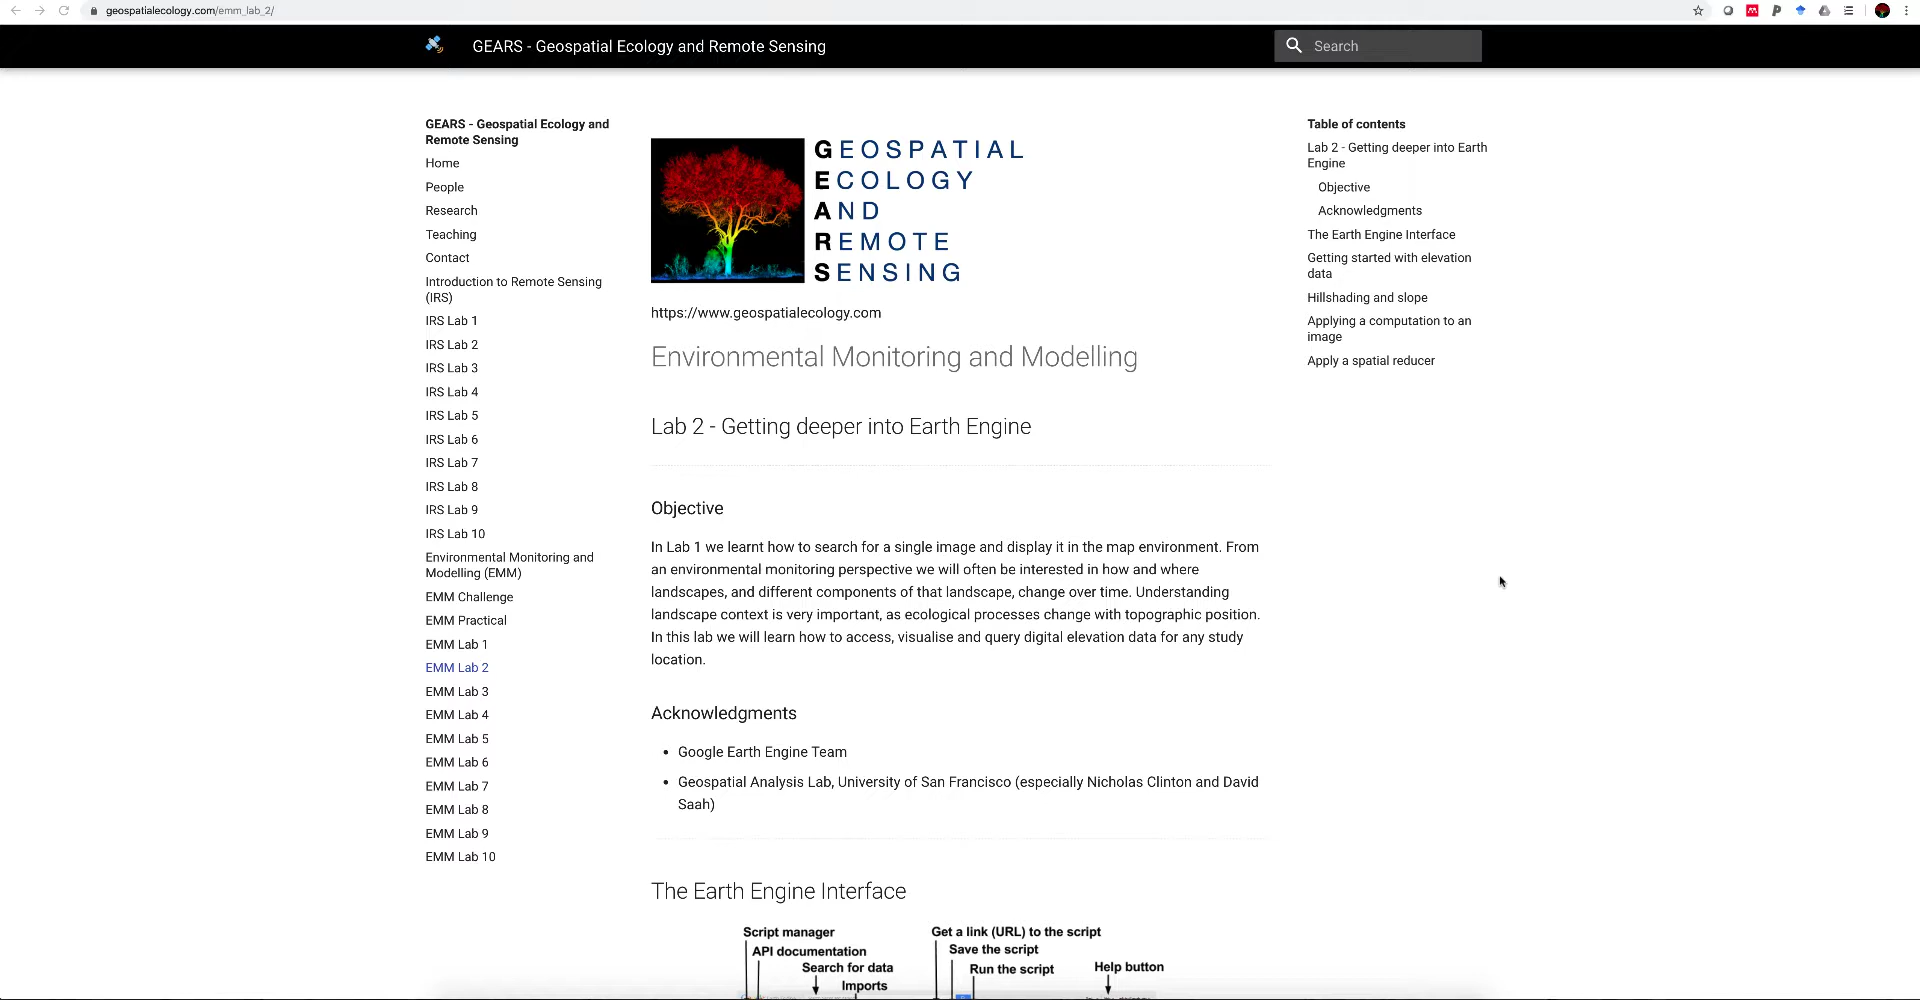 geospatialecology.com/emm_lab_2/
GEARS - Geospatial Ecology and Remote Sensing
Search
GEARS - Geospatial Ecology and
Remote Sensing
Home
People
Research
Teaching
Contact
Introduction to Remote Sensing
(IRS)
IRS Lab 1
IRS Lab 2
IRS Lab 3
IRS Lab 4
IRS Lab 5
IRS Lab 6
IRS Lab 7
IRS Lab 8
IRS Lab 9
IRS Lab 10
Environmental Monitoring and
Modelling (EMM)
EMM Challenge
EMM Practical
EMM Lab 1
EMM Lab 2
EMM Lab 3
EMM Lab 4
EMM Lab 5
EMM Lab 6
EMM Lab 7
EMM Lab 8
EMM Lab 9
EMM Lab 10
GEOSPATIAL
ECOLOGY
AND
REMOTE
SENSING
https://www.geospatialecology.com
Environmental Monitoring and Modelling
Lab 2 - Getting deeper into Earth Engine
Objective
In Lab 1 we learnt how to search for a single image and display it in the map environment. From
an environmental monitoring perspective we will often be interested in how and where
landscapes, and different components of that landscape, change over time. Understanding
landscape context is very important, as ecological processes change with topographic position.
In this lab we will learn how to access, visualise and query digital elevation data for any study
location.
Acknowledgments
• Google Earth Engine Team
• Geospatial Analysis Lab, University of San Francisco (especially Nicholas Clinton and David
Saah)
The Earth Engine Interface
Script manager
API documentation
Search for data
Imports
Get a link (URL) to the script
Save the script
Run the script
Help button
Table of contents
Lab 2 - Getting deeper into Earth
Engine
Objective
Acknowledgments
The Earth Engine Interface
Getting started with elevation
data
Hillshading and slope
Applying a computation to an
image
Apply a spatial reducer